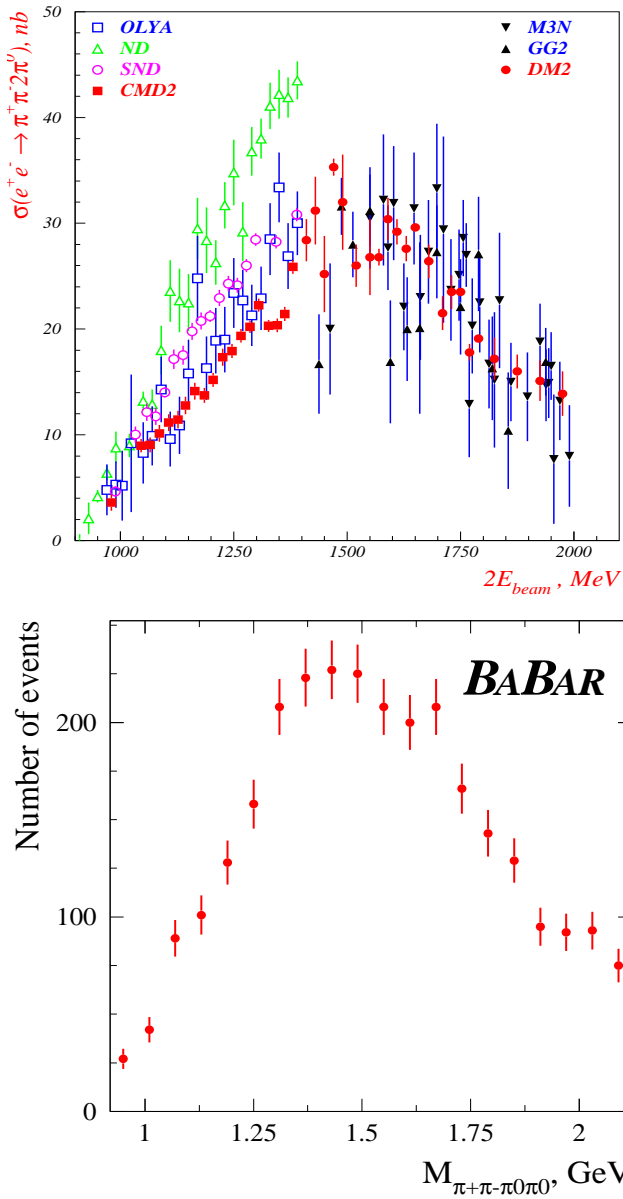 σ(e⁺e⁻ → π⁺π⁻2π⁰), nb
50
40
30
20
10
0
OLYA
ND
SND
CMD2
M3N
GG2
DM2
1000 1250 1500 1750 2000
2E_beam , MeV
Number of events
BABAR
200
100
0
1 1.25 1.5 1.75 2
M_π+π-π0π0, GeV